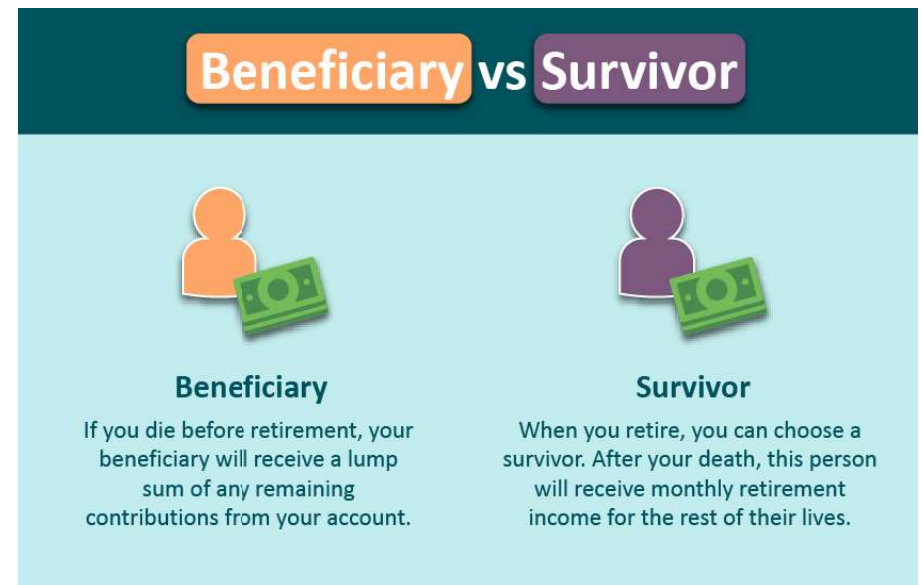 Beneficiary vs Survivor
Beneficiary
If you die before retirement, your
beneficiary will receive a lump
sum of any remaining
contributions from your account.
Survivor
When you retire, you can choose a
survivor. After your death, this person
will receive monthly retirement
income for the rest of their lives.